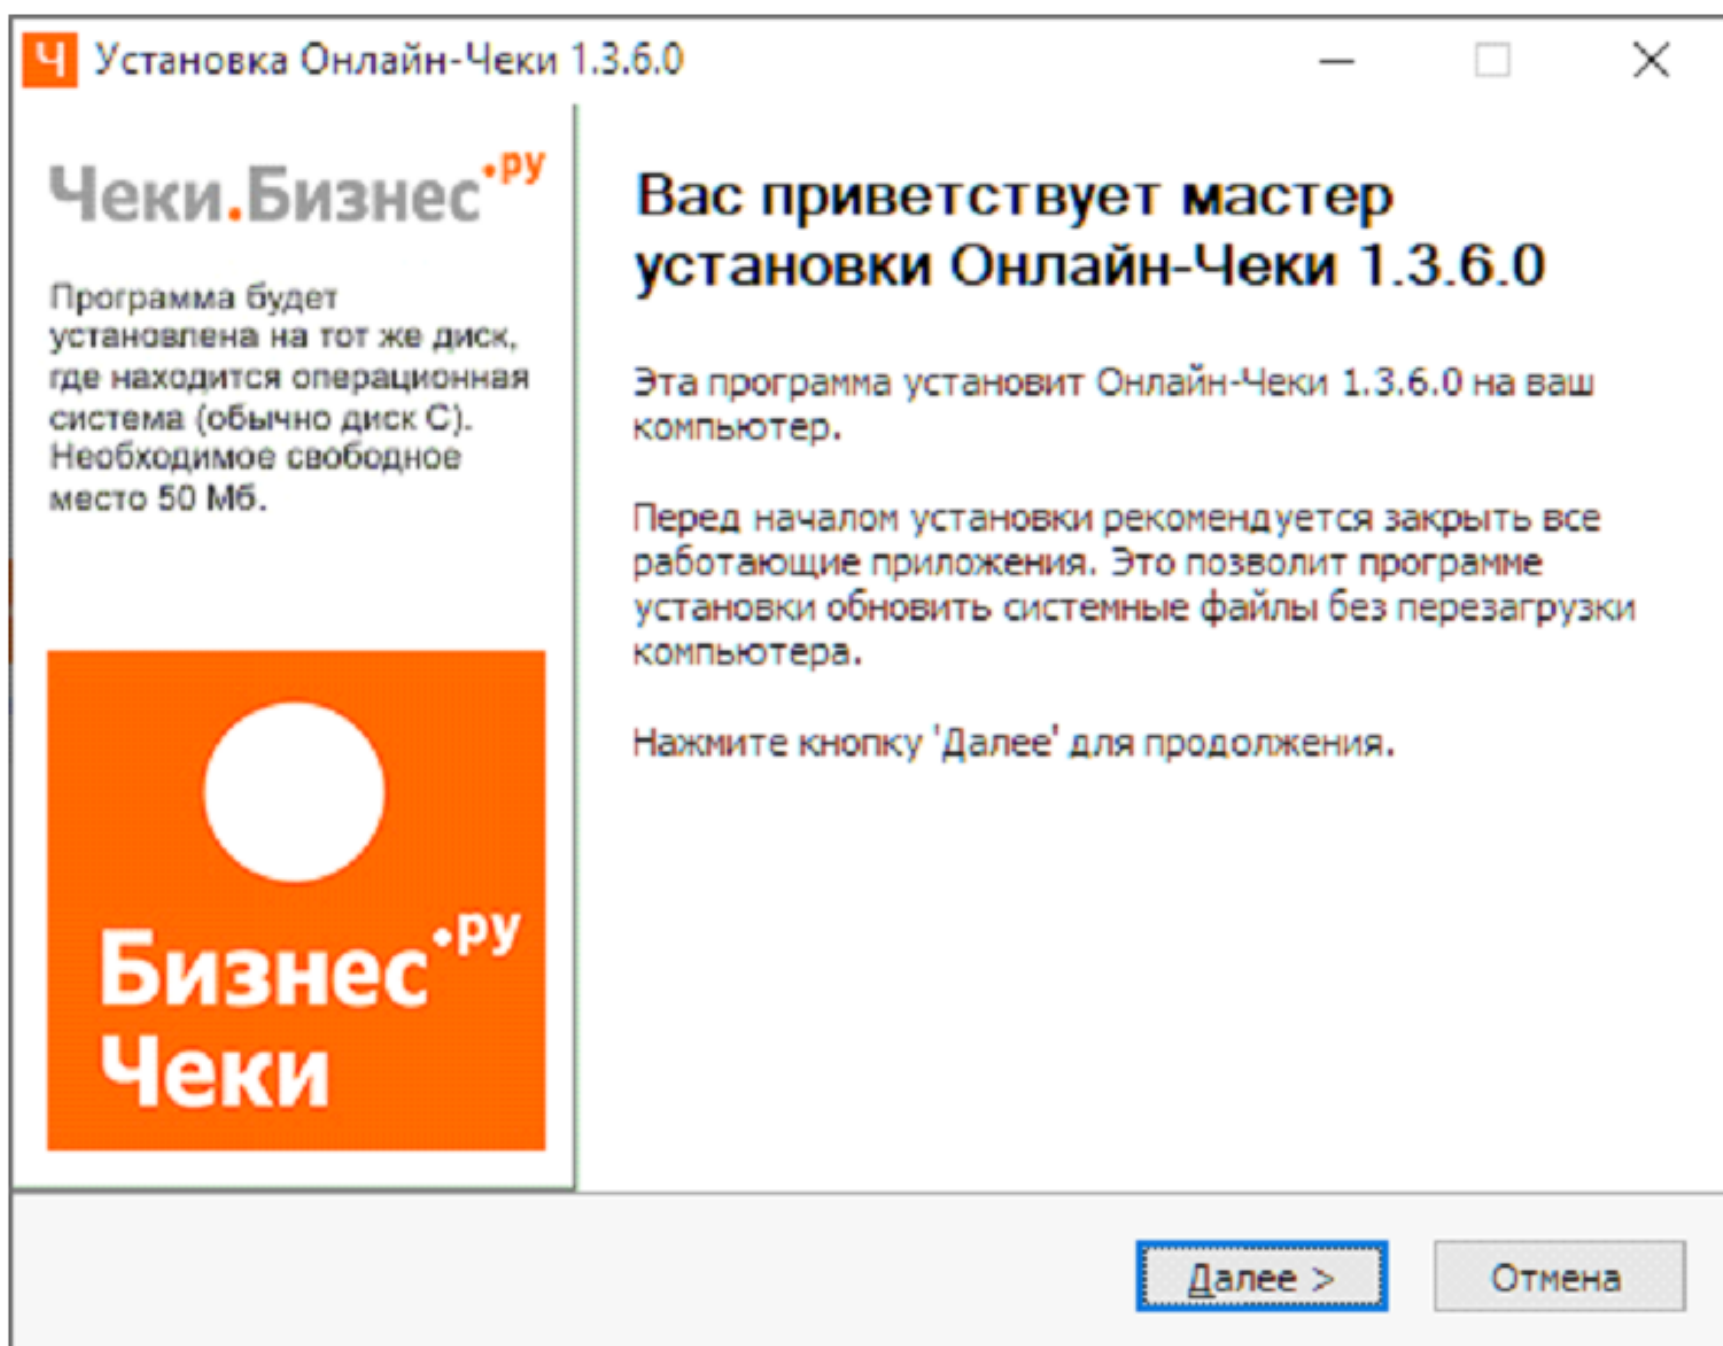 Ч Установка Онлайн-Чеки 1.3.6.0
Чеки.Бизнес.ру
Программа будет
установлена на тот же диск,
где находится операционная
система (обычно диск С).
Необходимое свободное
место 50 Мб.
Бизнес.ру
Чеки
Вас приветствует мастер
установки Онлайн-Чеки 1.3.6.0
Эта программа установит Онлайн-Чеки 1.3.6.0 на ваш
компьютер.
Перед началом установки рекомендуется закрыть все
работающие приложения. Это позволит программе
установки обновить системные файлы без перезагрузки
компьютера.
Нажмите кнопку 'Далее' для продолжения.
Далее >
Отмена